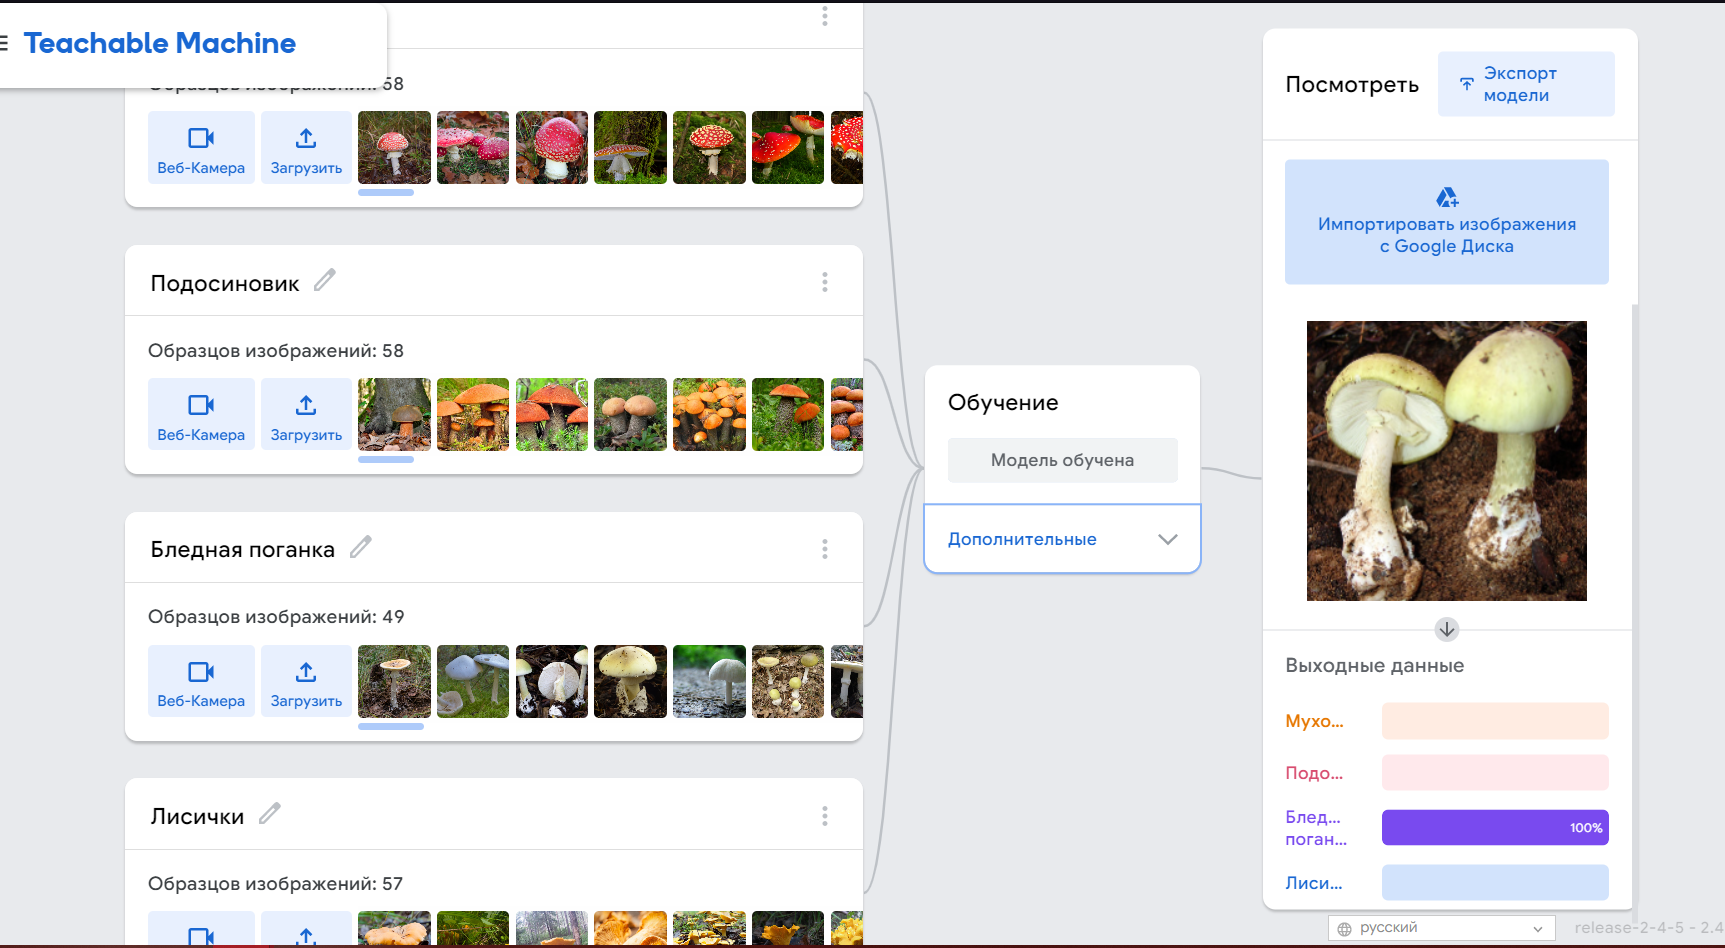 Teachable Machine
Образцов изображений: 58
Веб-Камера
Загрузить
Подосиновик
Образцов изображений: 58
Веб-Камера
Загрузить
Бледная поганка
Образцов изображений: 49
Веб-Камера
Загрузить
Лисички
Образцов изображений: 57
Обучение
Модель обучена
Дополнительные
Посмотреть
Экспорт
модели
Импортировать изображения
с Google Диска
Выходные данные
Мухо...
Подо...
Блед...
поган...
100%
Лиси...
русский
release-2-4-5 - 2.4